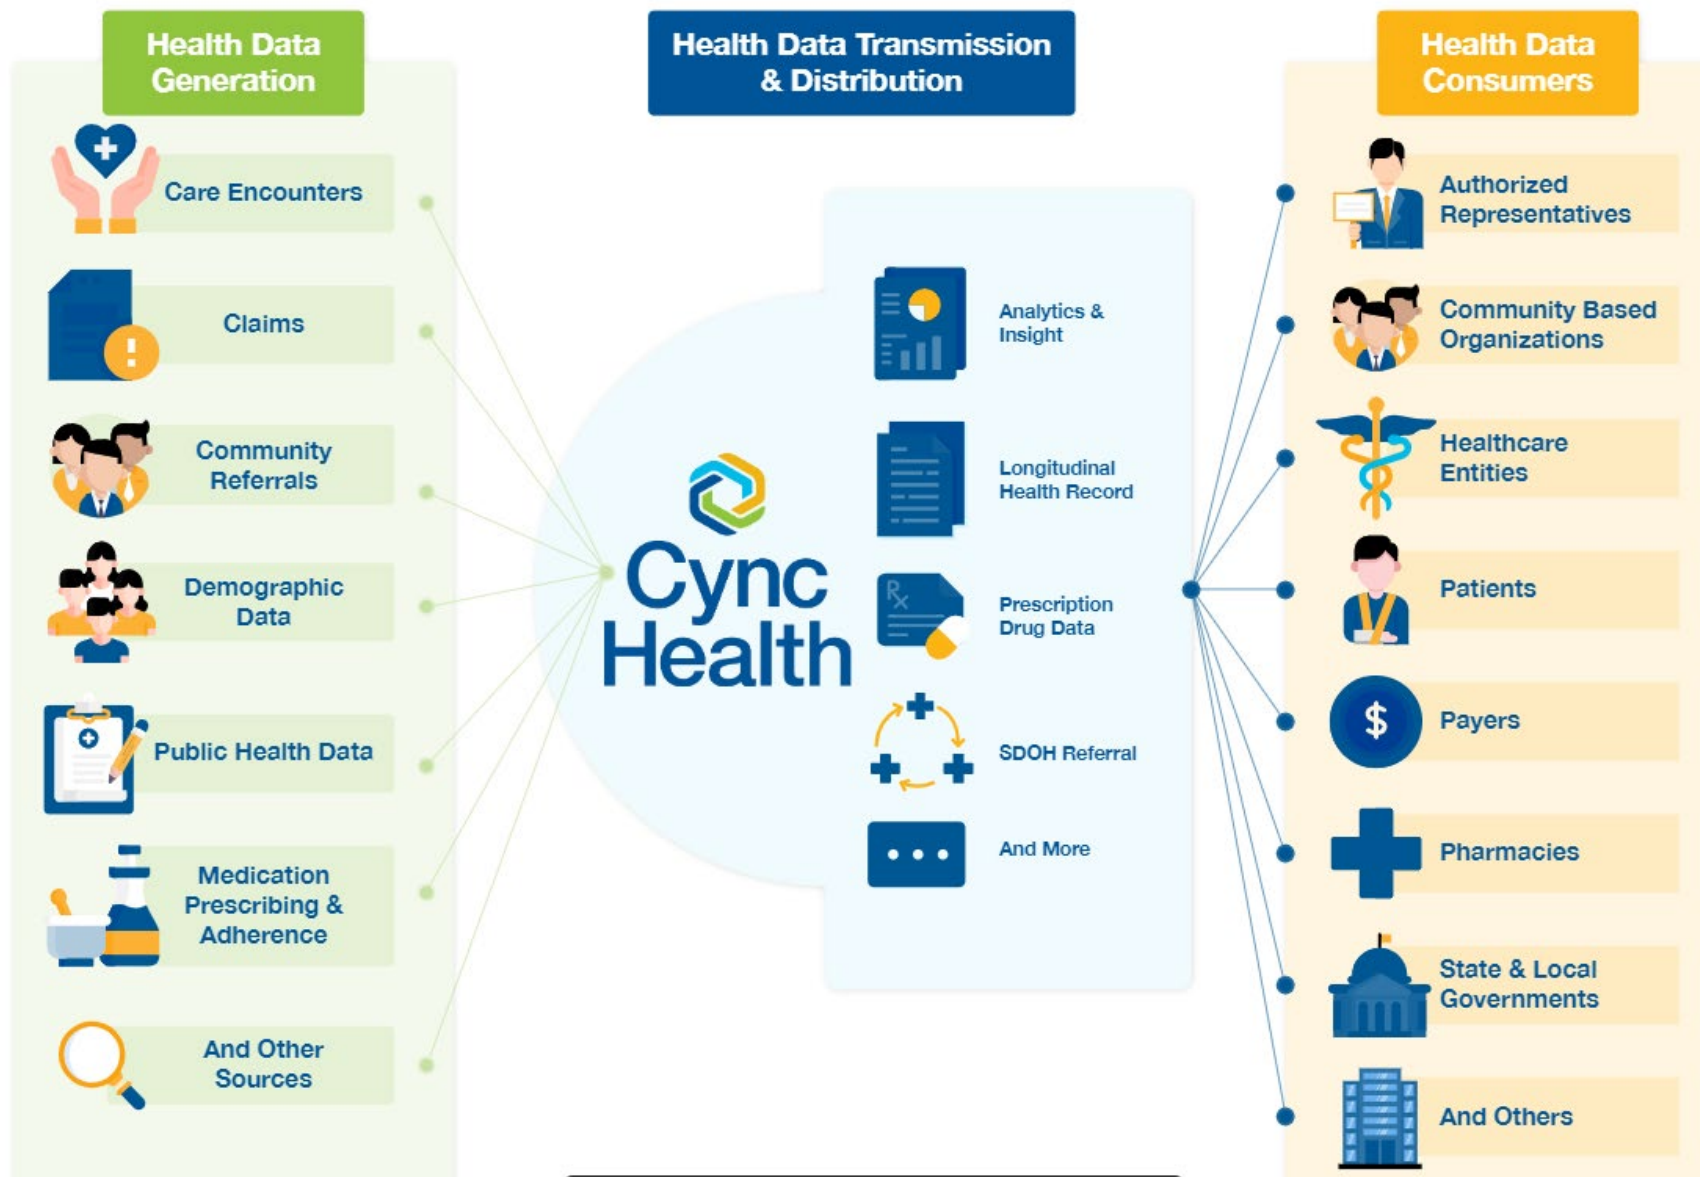 Health Data
Generation
Care Encounters
Claims
Community
Referrals
Demographic
Data
Public Health Data
Medication
Prescribing &
Adherence
And Other
Sources
Health Data Transmission
& Distribution
Cync
Health
Analytics &
Insight
Longitudinal
Health Record
Rx
Prescription
Drug Data
SDOH Referral
And More
Health Data
Consumers
Authorized
Representatives
Community Based
Organizations
Healthcare
Entities
Patients
$
Payers
Pharmacies
State & Local
Governments
And Others